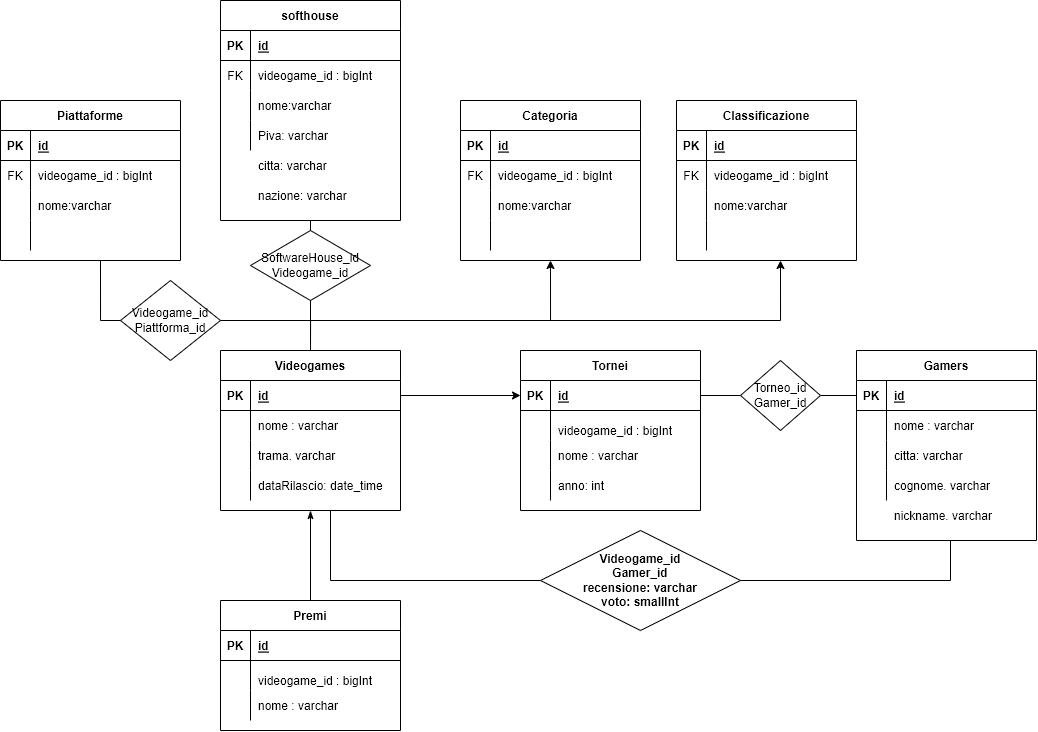 softhouse
PK id
FK videogame_id : bigInt
nome:varchar
Piva: varchar
citta: varchar
nazione: varchar
Piattaforme
PK id
FK videogame_id : bigInt
nome:varchar
Categoria
PK id
FK videogame_id : bigInt
nome:varchar
Classificazione
PK id
FK videogame_id : bigInt
nome:varchar
SoftwareHouse_id
Videogame_id
Videogame_id
Piattforma_id
Videogames
PK id
nome : varchar
trama. varchar
dataRilascio: date_time
Tornei
PK id
videogame_id : bigInt
nome : varchar
anno: int
Torneo_id
Gamer_id
Gamers
PK id
nome : varchar
citta: varchar
cognome. varchar
nickname. varchar
Videogame_id
Gamer_id
recensione: varchar
voto: smallInt
Premi
PK id
videogame_id : bigInt
nome : varchar